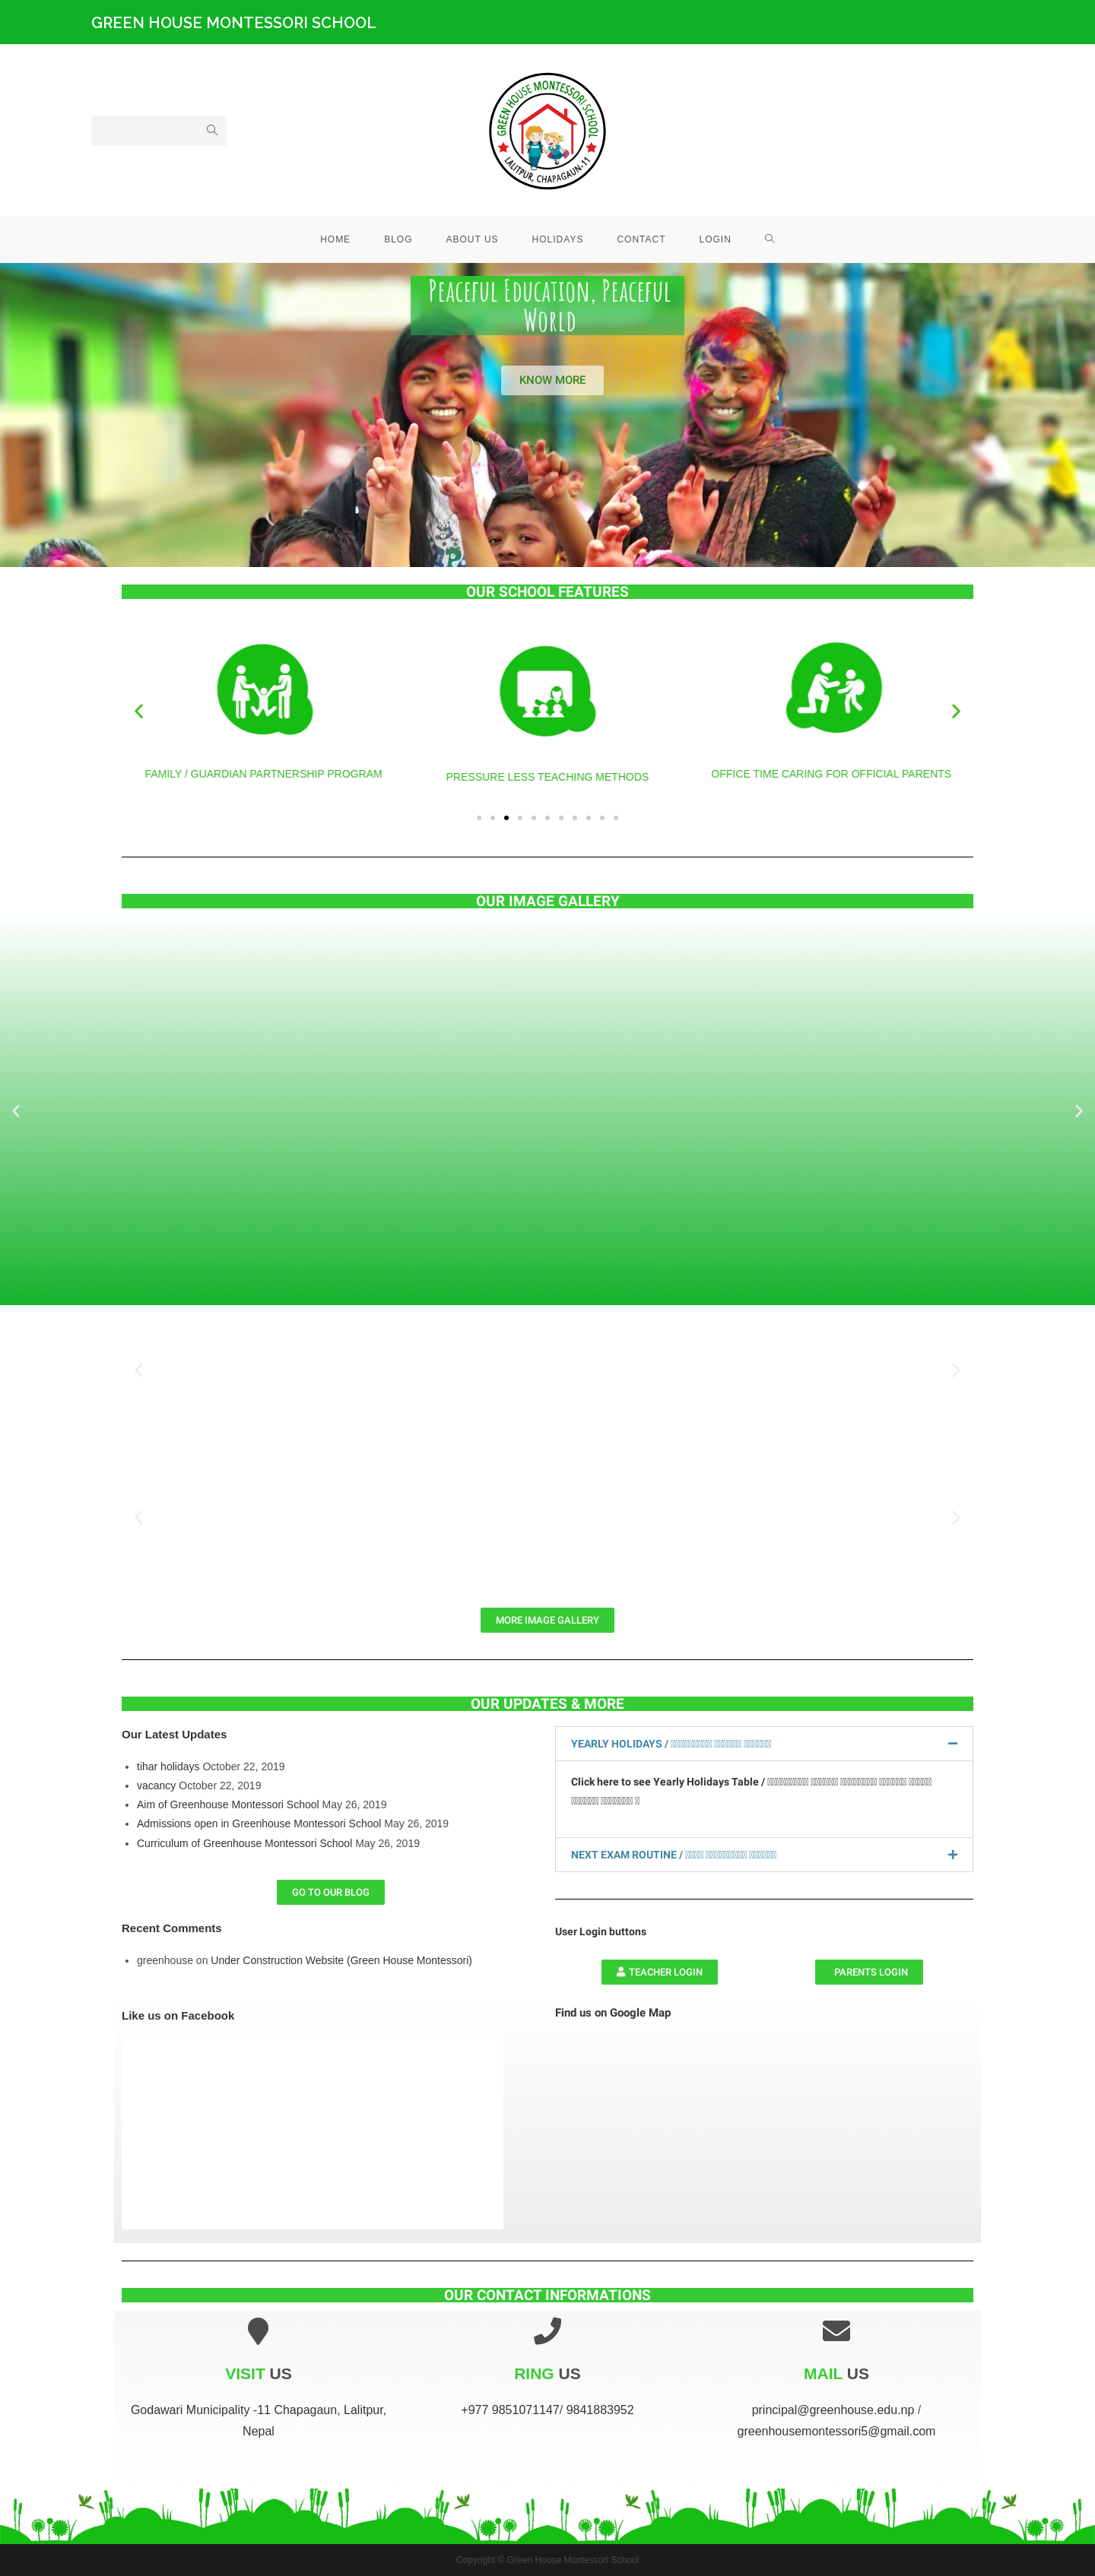 GREEN HOUSE MONTESSORI SCHOOL
GREEN HOUSE MONTESSORI SCHOOL
LALITPUR, CHAPAGAUN-11
HOME BLOG ABOUT US HOLIDAYS CONTACT LOGIN
Peaceful Education, Peaceful
World
KNOW MORE
OUR SCHOOL FEATURES
FAMILY / GUARDIAN PARTNERSHIP PROGRAM
PRESSURE LESS TEACHING METHODS
OFFICE TIME CARING FOR OFFICIAL PARENTS
OUR IMAGE GALLERY
MORE IMAGE GALLERY
OUR UPDATES & MORE
Our Latest Updates
tihar holidays October 22, 2019
vacancy October 22, 2019
Aim of Greenhouse Montessori School May 26, 2019
Admissions open in Greenhouse Montessori School May 26, 2019
Curriculum of Greenhouse Montessori School May 26, 2019
GO TO OUR BLOG
Recent Comments
greenhouse on Under Construction Website (Green House Montessori)
Like us on Facebook
YEARLY HOLIDAYS /
Click here to see Yearly Holidays Table /
NEXT EXAM ROUTINE /
User Login buttons
TEACHER LOGIN
PARENTS LOGIN
Find us on Google Map
OUR CONTACT INFORMATIONS
VISIT US
Godawari Municipality -11 Chapagaun, Lalitpur,
Nepal
RING US
+977 9851071147/ 9841883952
MAIL US
principal@greenhouse.edu.np /
greenhousemontessori5@gmail.com
Copyright © Green House Montessori School